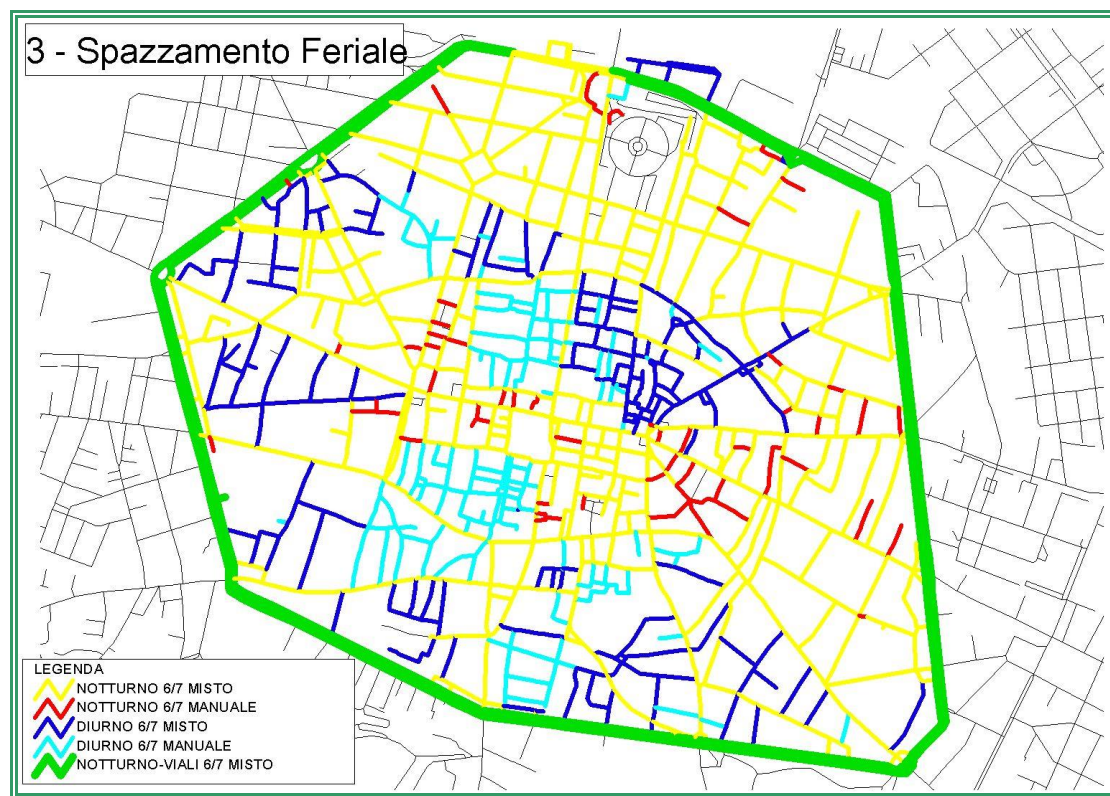 3 - Spazzamento Feriale
LEGENDA
NOTTURNO 6/7 MISTO
NOTTURNO 6/7 MANUALE
DIURNO 6/7 MISTO
DIURNO 6/7 MANUALE
NOTTURNO-VIALI 6/7 MISTO